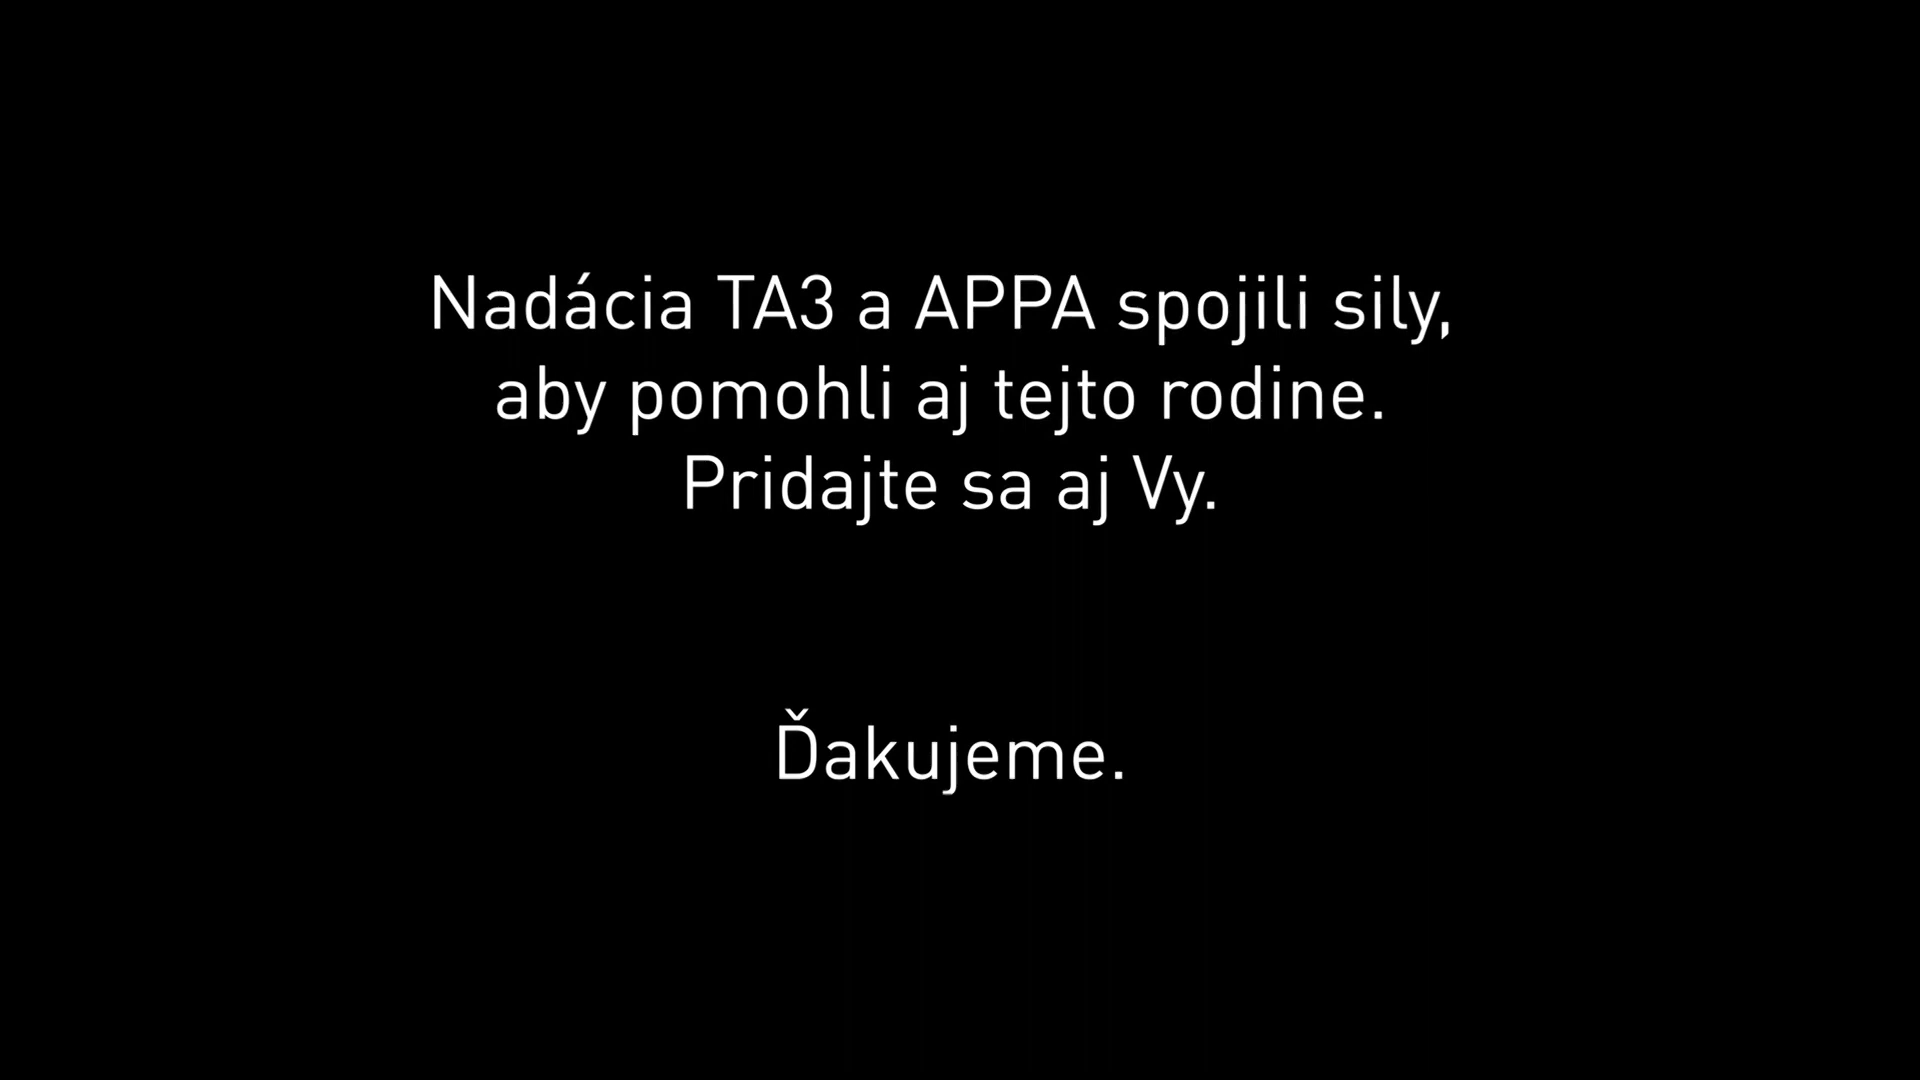 Nadácia TA3 a APPA spojili sily,
aby pomohli aj tejto rodine.
Pridajte sa aj Vy.
Ďakujeme.